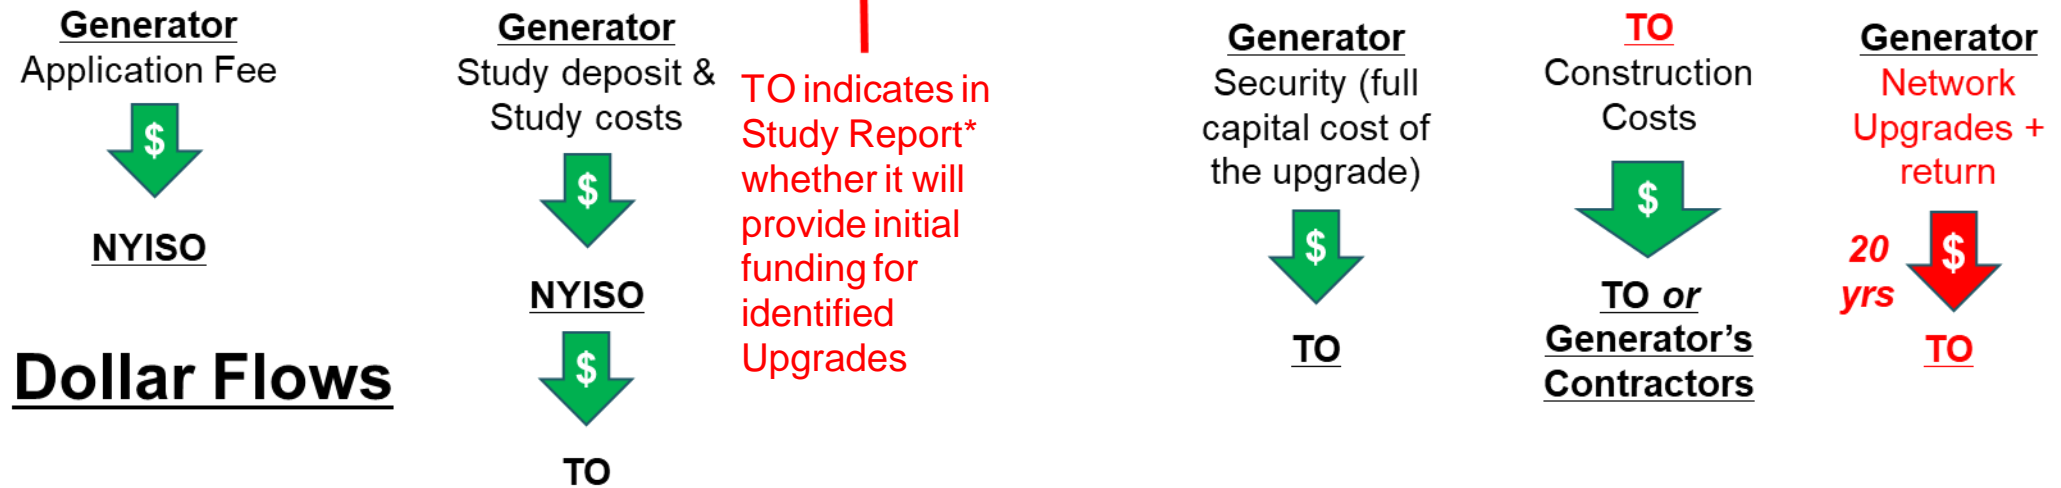 Generator
Application Fee
$
NYISO
Dollar Flows
Generator
Study deposit &
Study costs
$
NYISO
$
TO
TO indicates in
Study Report*
whether it will
provide initial
funding for
identified
Upgrades
Generator
Security (full
capital cost of
the upgrade)
$
TO
TO
Construction
Costs
$
TO or
Generator's
Contractors
Generator
Network
Upgrades +
return
20
yrs
$
TO